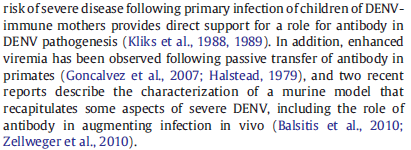 risk of severe disease following primary infection of children of DENV-
immune mothers provides direct support for a role for antibody in
DENV pathogenesis (Kliks et al., 1988, 1989). In addition, enhanced
viremia has been observed following passive transfer of antibody in
primates (Goncalvez et al., 2007; Halstead, 1979), and two recent
reports describe the characterization of a murine model that
recapitulates some aspects of severe DENV, including the role of
antibody in augmenting infection in vivo (Balsitis et al., 2010;
Zellweger et al., 2010).